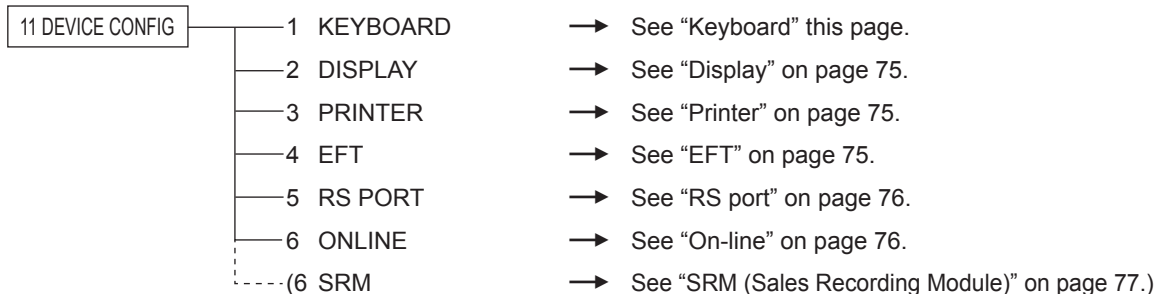 11 DEVICE CONFIG 1 KEYBOARD → See “Keyboard” this page.
2 DISPLAY → See “Display” on page 75.
3 PRINTER → See “Printer” on page 75.
4 EFT → See “EFT” on page 75.
5 RS PORT → See “RS port” on page 76.
6 ONLINE → See “On-line” on page 76.
(6 SRM → See “SRM (Sales Recording Module)” on page 77.)